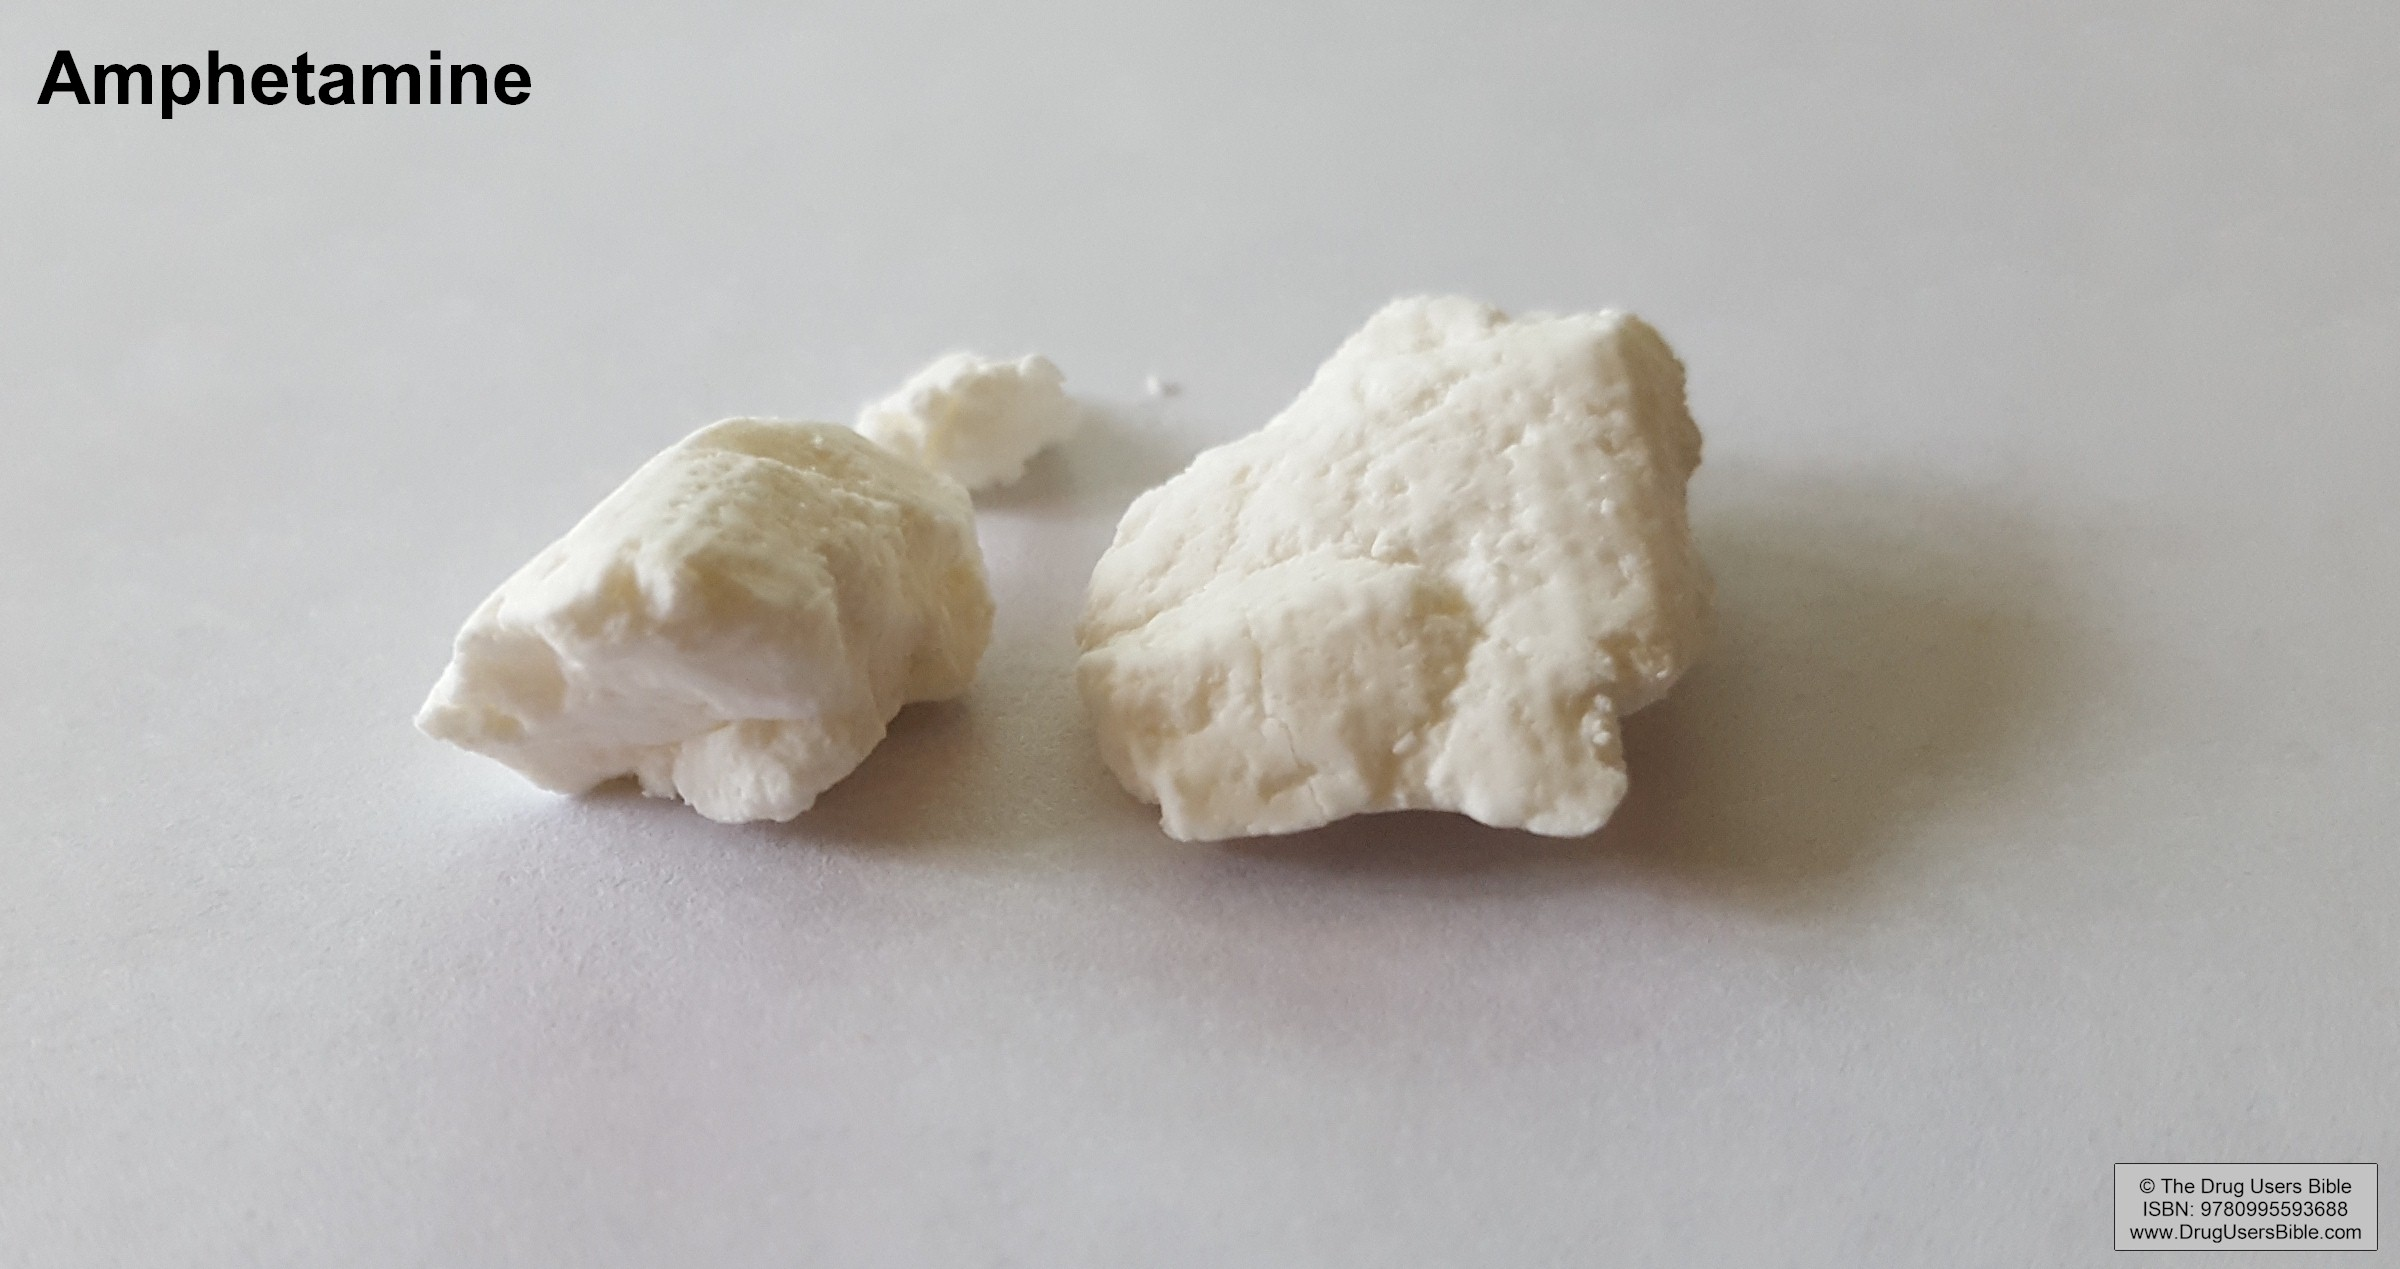 Amphetamine
© The Drug Users Bible
ISBN: 9780995593688
www.DrugUsersBible.com